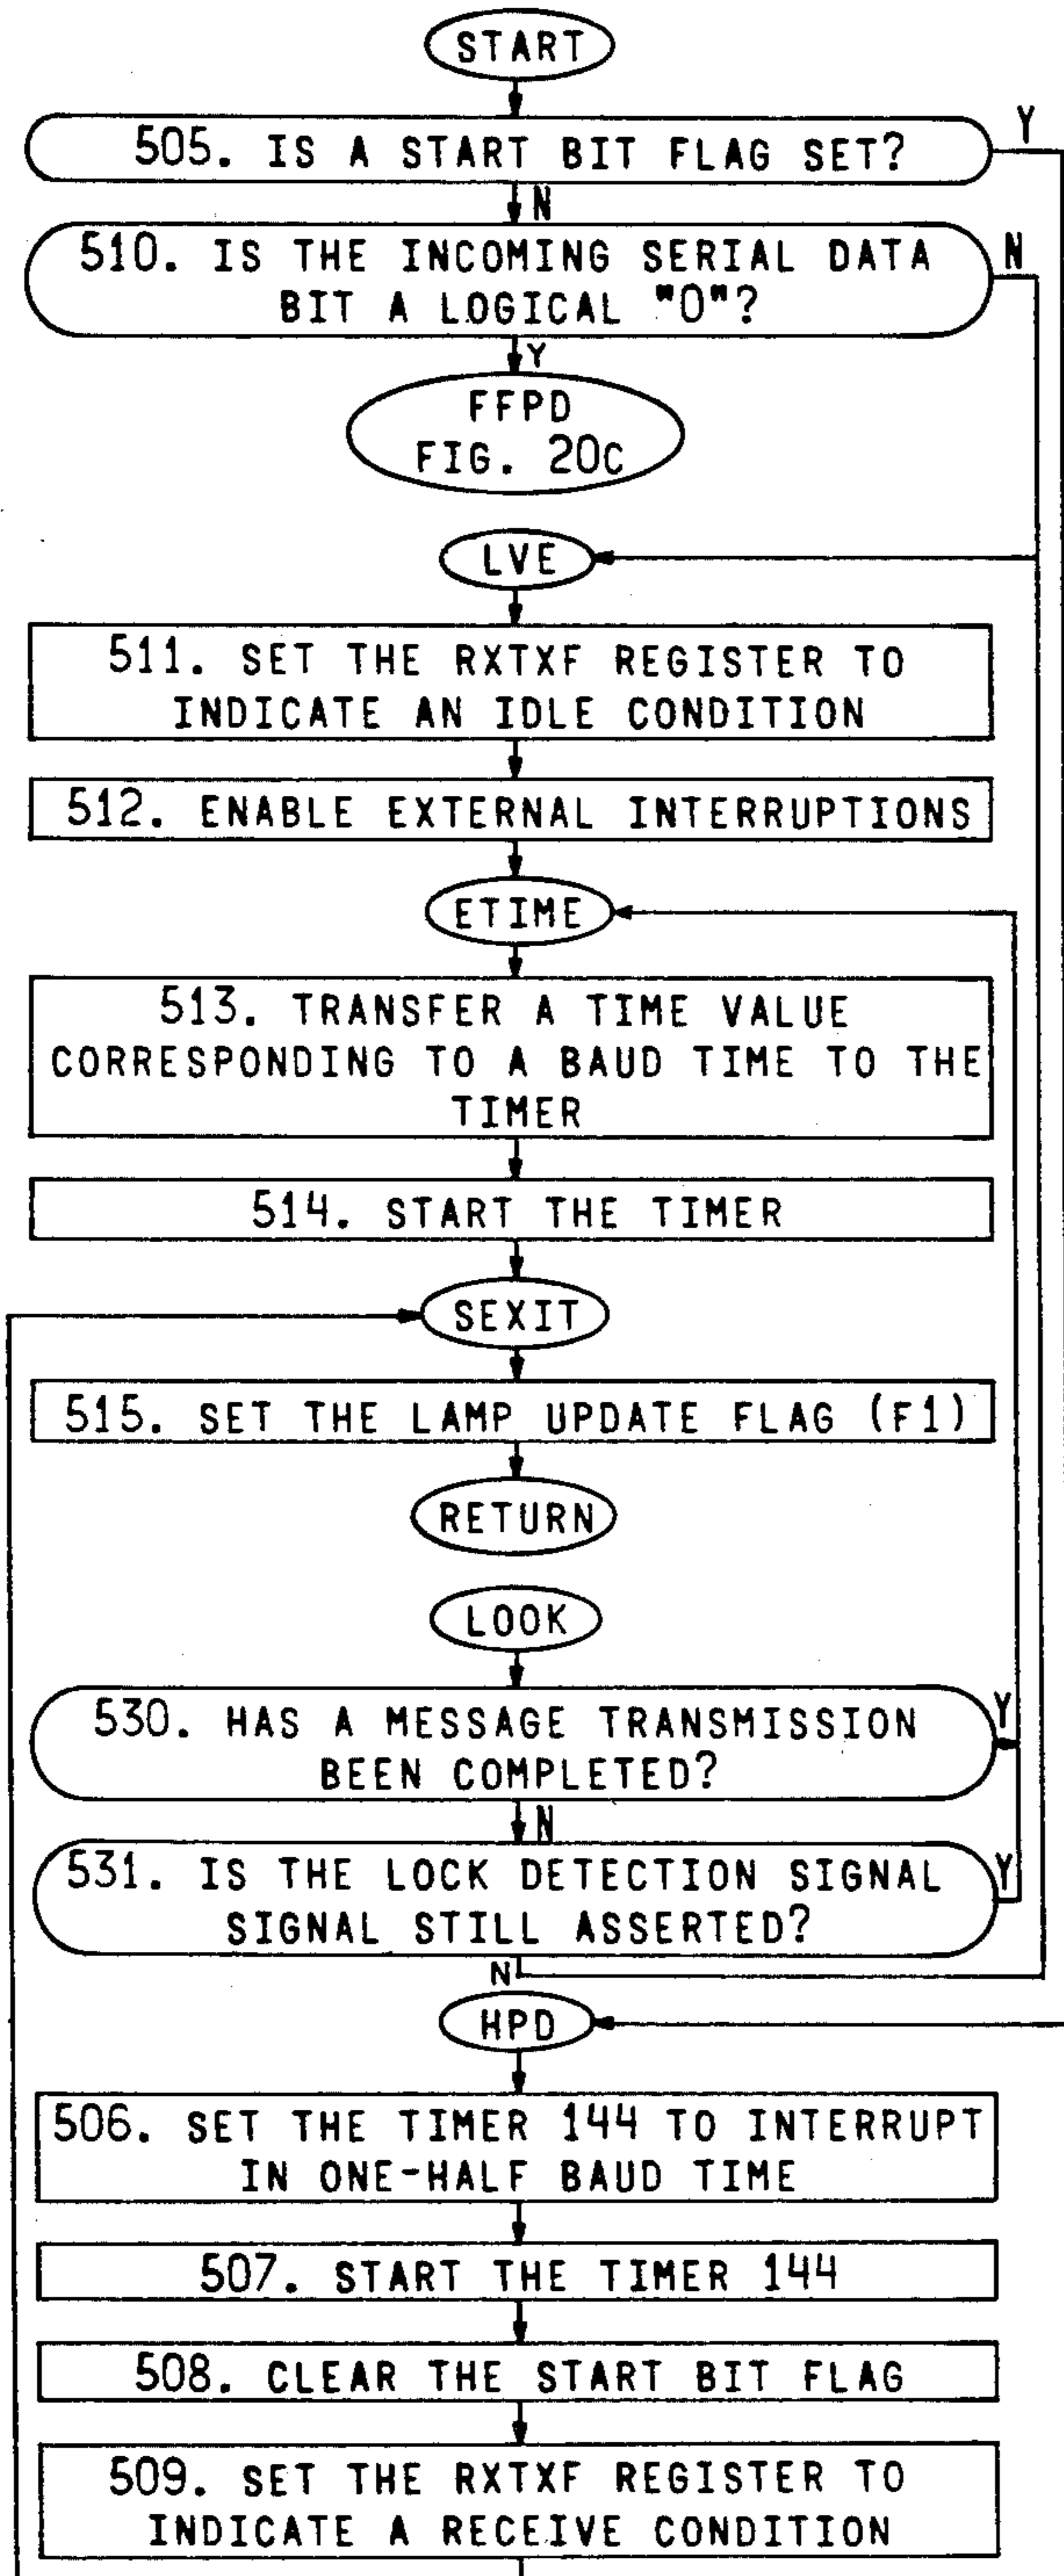 START
505. IS A START BIT FLAG SET?
Y
N
510. IS THE INCOMING SERIAL DATA
BIT A LOGICAL "0"?
N
Y
FFPD
FIG. 20C
LVE
511. SET THE RXTXF REGISTER TO
INDICATE AN IDLE CONDITION
512. ENABLE EXTERNAL INTERRUPTIONS
ETIME
513. TRANSFER A TIME VALUE
CORRESPONDING TO A BAUD TIME TO THE
TIMER
514. START THE TIMER
SEXIT
515. SET THE LAMP UPDATE FLAG (F1)
RETURN
LOOK
530. HAS A MESSAGE TRANSMISSION
BEEN COMPLETED?
Y
N
531. IS THE LOCK DETECTION SIGNAL
SIGNAL STILL ASSERTED?
Y
N
HPD
506. SET THE TIMER 144 TO INTERRUPT
IN ONE-HALF BAUD TIME
507. START THE TIMER 144
508. CLEAR THE START BIT FLAG
509. SET THE RXTXF REGISTER TO
INDICATE A RECEIVE CONDITION